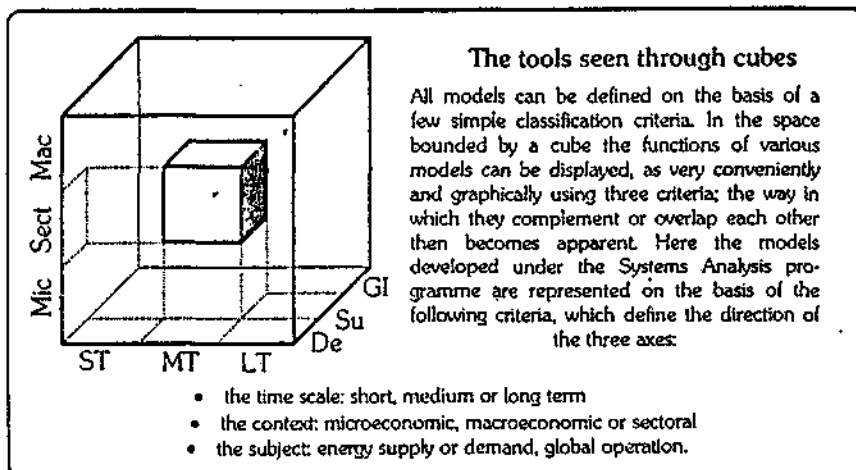 The tools seen through cubes
All models can be defined on the basis of a
few simple classification criteria. In the space
bounded by a cube the functions of various
models can be displayed, as very conveniently
and graphically using three criteria; the way in
which they complement or overlap each other
then becomes apparent. Here the models
developed under the Systems Analysis pro-
gramme are represented on the basis of the
following criteria, which define the direction of
the three axes:
Mac
Sect
Mic
ST MT LT
De
Su
Gl
• the time scale: short, medium or long term
• the context: microeconomic, macroeconomic or sectoral
• the subject: energy supply or demand, global operation.